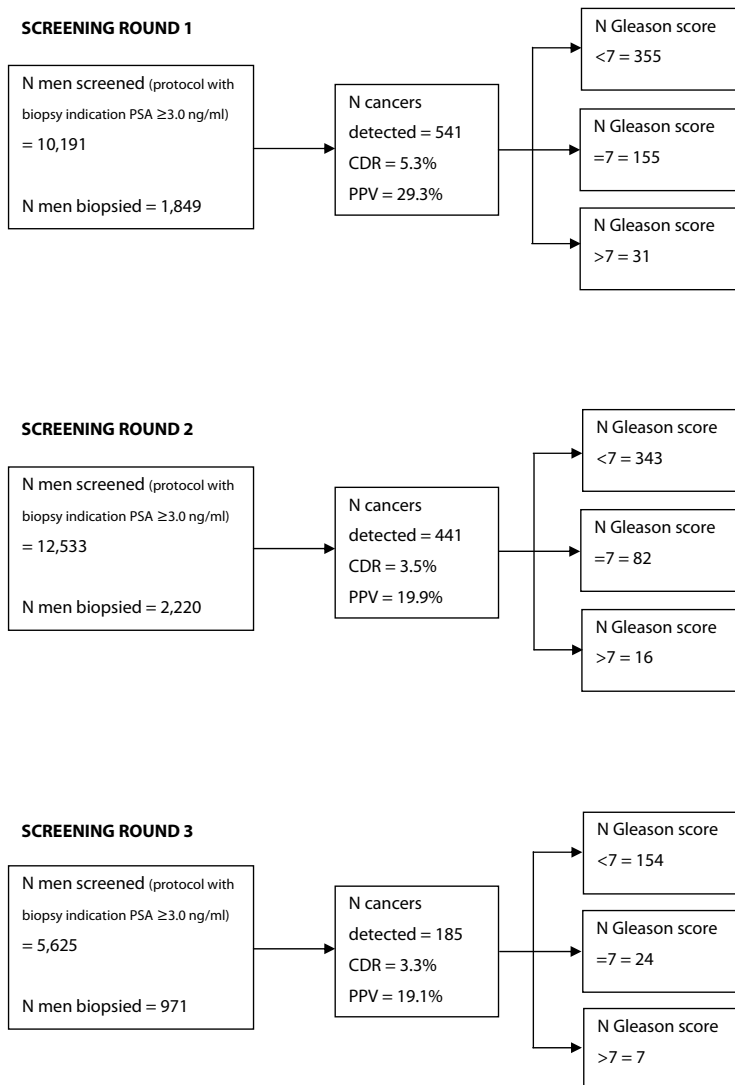 SCREENING ROUND 1
N men screened (protocol with
biopsy indication PSA ≥3.0 ng/ml)
= 10,191
N men biopsied = 1,849
N cancers
detected = 541
CDR = 5.3%
PPV = 29.3%
N Gleason score
<7 = 355
N Gleason score
=7 = 155
N Gleason score
>7 = 31
SCREENING ROUND 2
N men screened (protocol with
biopsy indication PSA ≥3.0 ng/ml)
= 12,533
N men biopsied = 2,220
N cancers
detected = 441
CDR = 3.5%
PPV = 19.9%
N Gleason score
<7 = 343
N Gleason score
=7 = 82
N Gleason score
>7 = 16
SCREENING ROUND 3
N men screened (protocol with
biopsy indication PSA ≥3.0 ng/ml)
= 5,625
N men biopsied = 971
N cancers
detected = 185
CDR = 3.3%
PPV = 19.1%
N Gleason score
<7 = 154
N Gleason score
=7 = 24
N Gleason score
>7 = 7